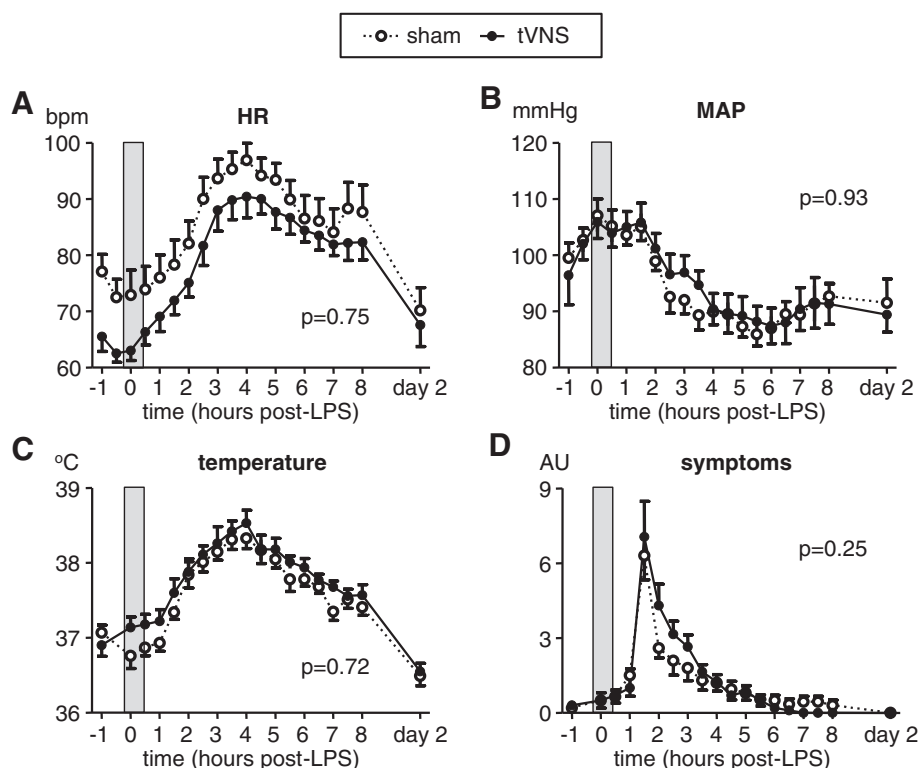 sham tVNS
A bpm HR
100
90
80
70
60
p=0.75
-1 0 1 2 3 4 5 6 7 8 day 2
time (hours post-LPS)
B mmHg MAP
120
110
100
90
80
p=0.93
-1 0 1 2 3 4 5 6 7 8 day 2
time (hours post-LPS)
C °C temperature
39
38
37
36
p=0.72
-1 0 1 2 3 4 5 6 7 8 day 2
time (hours post-LPS)
D AU symptoms
9
6
3
0
p=0.25
-1 0 1 2 3 4 5 6 7 8 day 2
time (hours post-LPS)